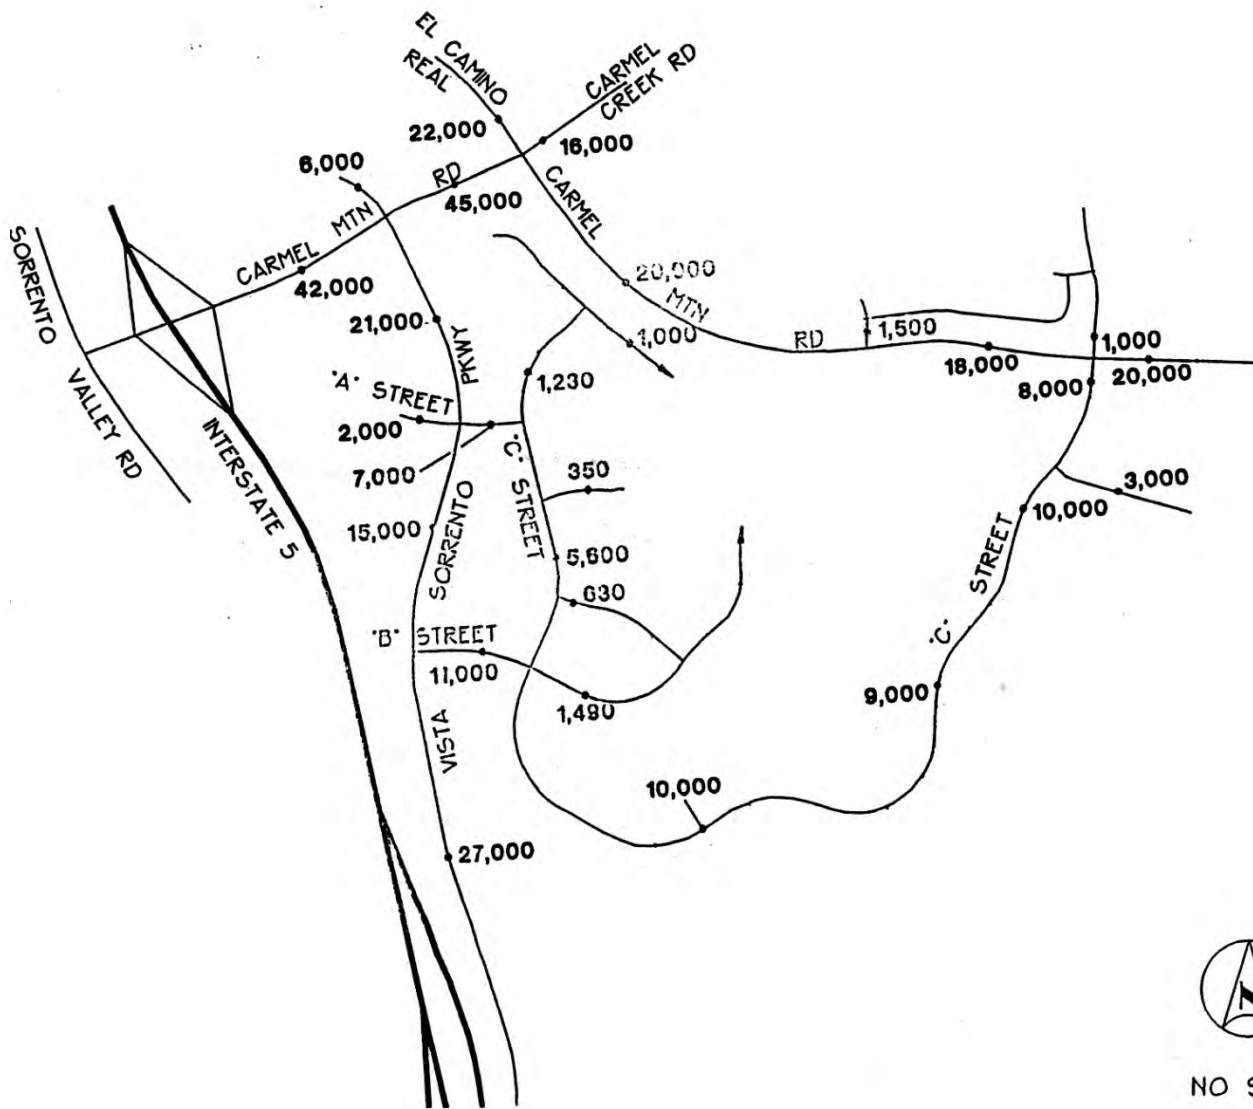 EL CAMINO
REAL
CARMEL
CREEK RD
22,000
16,000
6,000
CARMEL MTN RD
45,000
42,000
CARMEL MTN RD
20,000
SORRENTO
VALLEY RD
INTERSTATE 5
21,000
4,000
1,500
18,000
1,000
20,000
8,000
"A" STREET
2,000
7,000
1,230
"C" STREET
350
3,000
10,000
15,000
5,600
630
"B" STREET
11,000
1,490
VISTA SORRENTO PKWY
"C" STREET
9,000
10,000
27,000
N
NO S